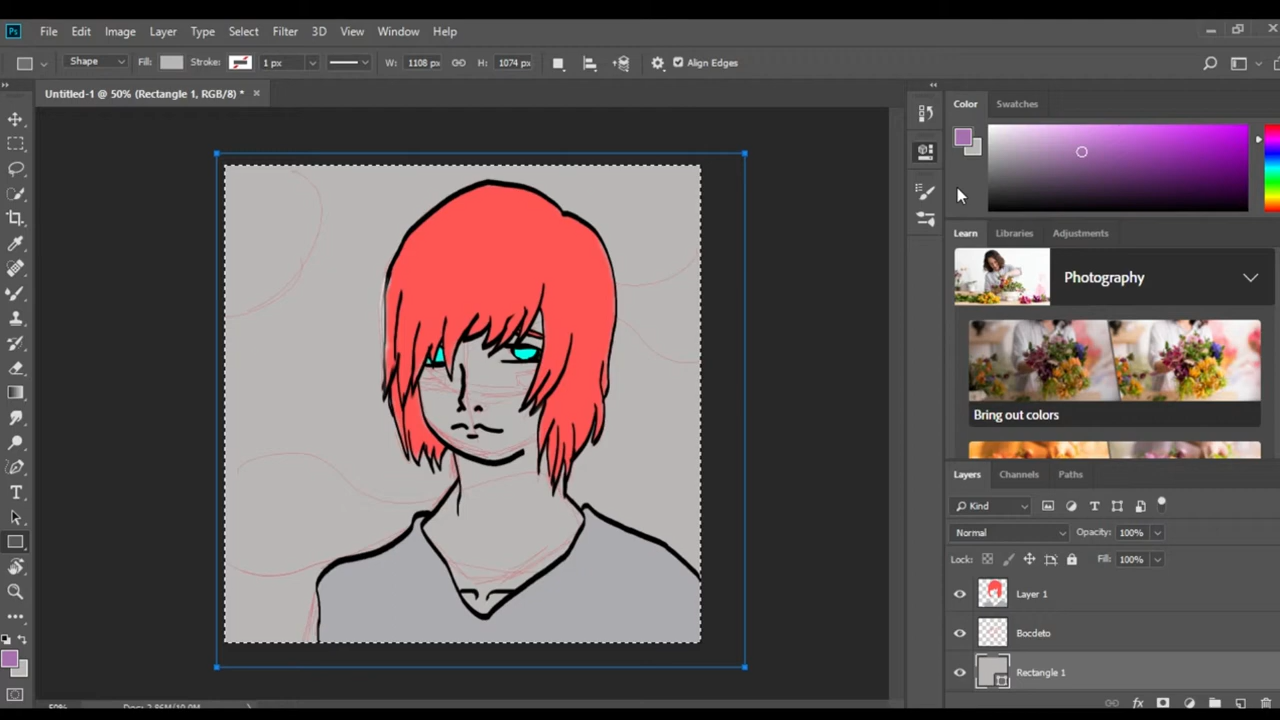 Ps File Edit Image Layer Type Select Filter 3D View Window Help
Shape Fill: Stroke: 1 px W: 1108 px H: 1074 px Align Edges
Untitled-1 @ 50% (Rectangle 1, RGB/8) *
Color Swatches
Learn Libraries Adjustments
Photography
Bring out colors
Layers Channels Paths
Kind
Normal Opacity: 100%
Lock: Fill: 100%
Layer 1
Bocdeto
Rectangle 1
fx